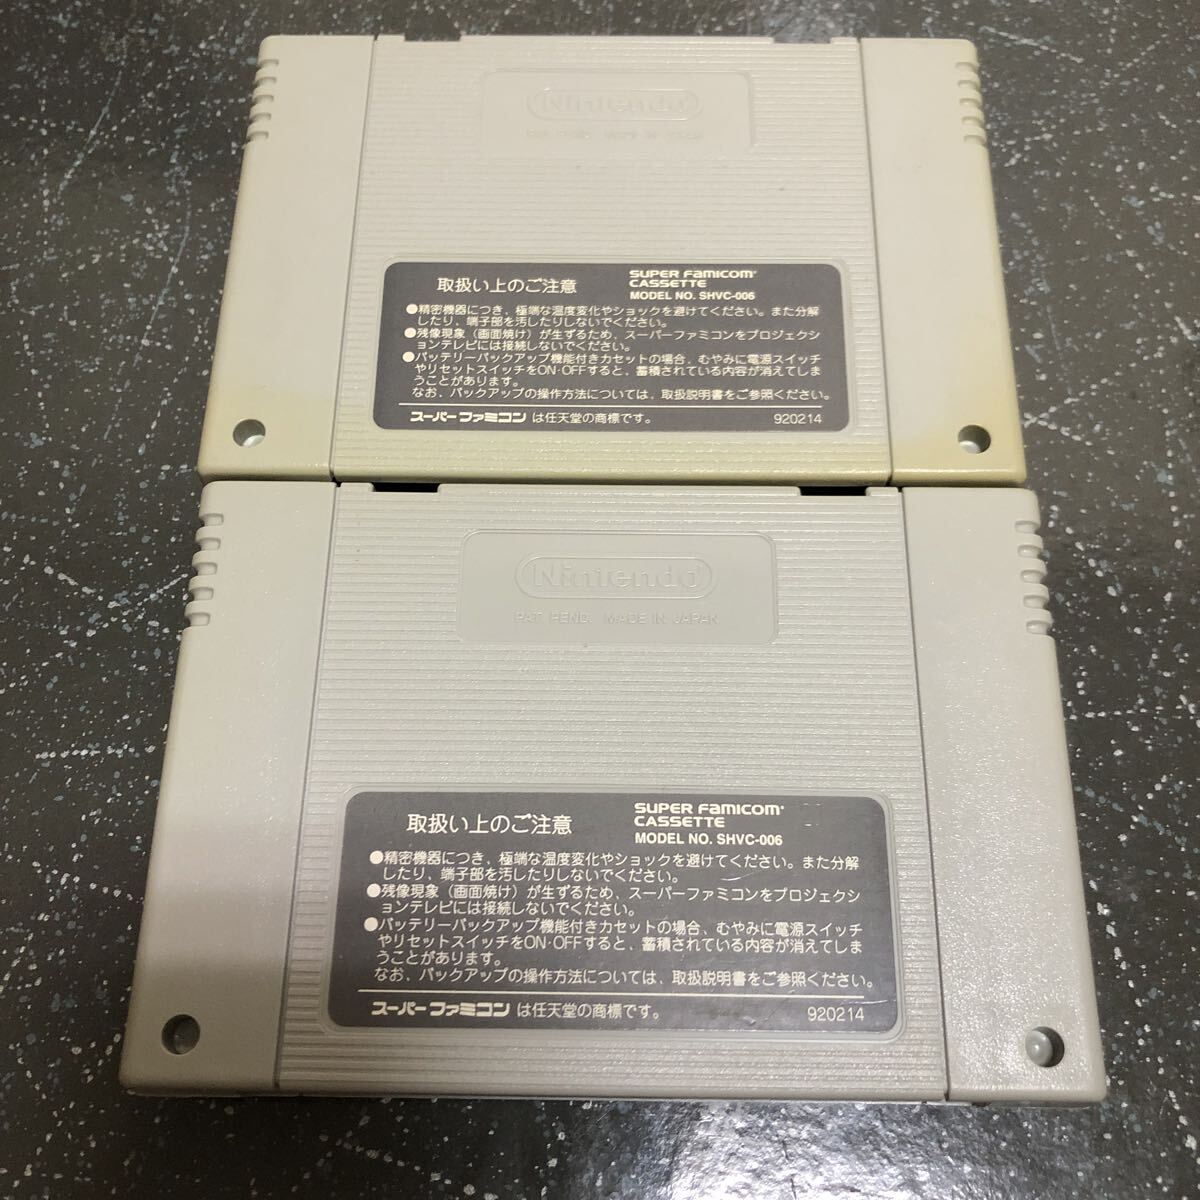 Nintendo
取扱い上のご注意
SUPER FAMICOM
CASSETTE
MODEL NO. SHVC-006
●精密機器につき、極端な温度変化やショックを避けてください。また分解
したり、端子部を汚したりしないでください。
●残像現象（画面焼け）が生ずるため、スーパーファミコンをプロジェクシ
ョンテレビには接続しないでください。
●バッテリーバックアップ機能付きカセットの場合、むやみに電源スイッチ
やリセットスイッチをON·OFFすると、蓄積されている内容が消えてしま
うことがあります。
なお、バックアップの操作方法については、取扱説明書をご参照ください。
スーパーファミコン は任天堂の商標です。
920214
Nintendo
PAT. PEND. MADE IN JAPAN
取扱い上のご注意
SUPER FAMICOM
CASSETTE
MODEL NO. SHVC-006
●精密機器につき、極端な温度変化やショックを避けてください。また分解
したり、端子部を汚したりしないでください。
●残像現象（画面焼け）が生ずるため、スーパーファミコンをプロジェクシ
ョンテレビには接続しないでください。
●バッテリーバックアップ機能付きカセットの場合、むやみに電源スイッチ
やリセットスイッチをON·OFFすると、蓄積されている内容が消えてしま
うことがあります。
なお、バックアップの操作方法については、取扱説明書をご参照ください。
スーパーファミコン は任天堂の商標です。
920214